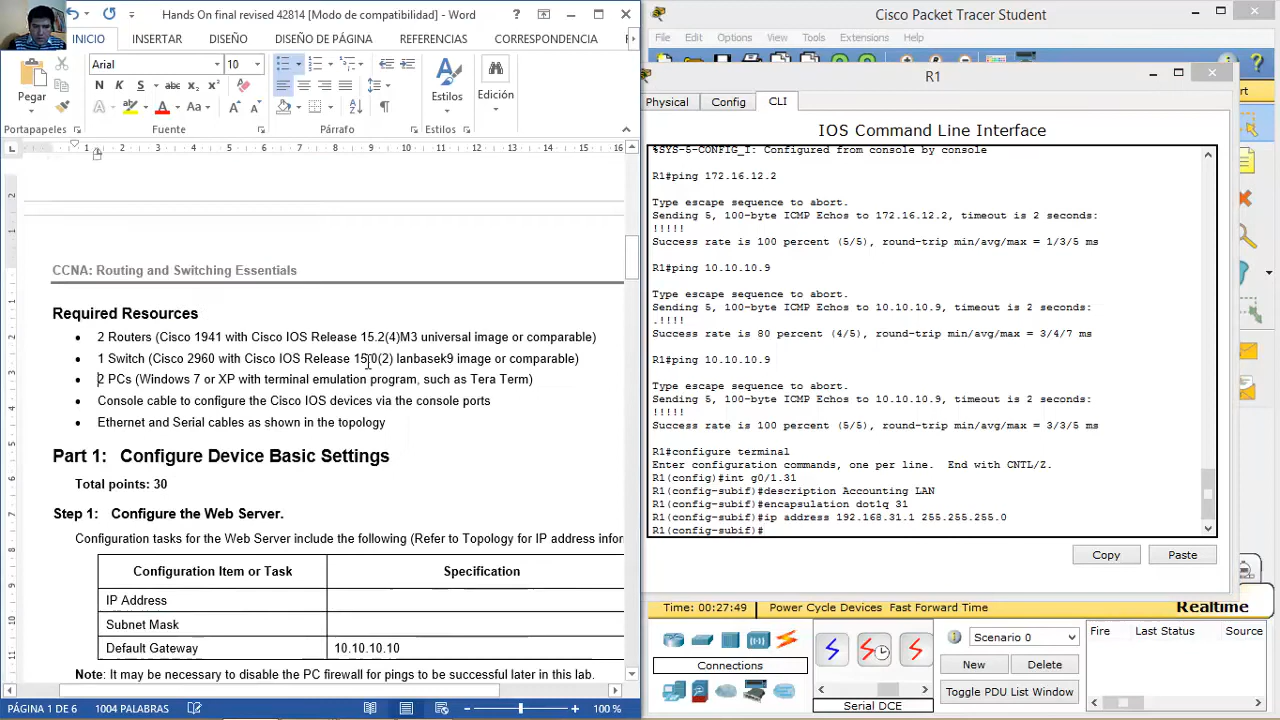 Hands On final revised 42814 [Modo de compatibilidad] - Word
INICIO INSERTAR DISEÑO DISEÑO DE PÁGINA REFERENCIAS CORRESPONDENCIA
Arial 10
Pegar
Estilos
Edición
Portapapeles Fuente Párrafo Estilos
CCNA: Routing and Switching Essentials
Required Resources
• 2 Routers (Cisco 1941 with Cisco IOS Release 15.2(4)M3 universal image or comparable)
• 1 Switch (Cisco 2960 with Cisco IOS Release 15.0(2) lanbasek9 image or comparable)
• 2 PCs (Windows 7 or XP with terminal emulation program, such as Tera Term)
• Console cable to configure the Cisco IOS devices via the console ports
• Ethernet and Serial cables as shown in the topology
Part 1: Configure Device Basic Settings
Total points: 30
Step 1: Configure the Web Server.
Configuration tasks for the Web Server include the following (Refer to Topology for IP address infor
Configuration Item or Task Specification
IP Address
Subnet Mask
Default Gateway 10.10.10.10
Note: It may be necessary to disable the PC firewall for pings to be successful later in this lab.
PÁGINA 1 DE 6 1004 PALABRAS 100 %
Cisco Packet Tracer Student
File Edit Options View Tools Extensions Help
R1
Physical Config CLI
IOS Command Line Interface
%SYS-5-CONFIG_I: Configured from console by console
R1#ping 172.16.12.2
Type escape sequence to abort.
Sending 5, 100-byte ICMP Echos to 172.16.12.2, timeout is 2 seconds:
!!!!!
Success rate is 100 percent (5/5), round-trip min/avg/max = 1/3/5 ms
R1#ping 10.10.10.9
Type escape sequence to abort.
Sending 5, 100-byte ICMP Echos to 10.10.10.9, timeout is 2 seconds:
.!!!!
Success rate is 80 percent (4/5), round-trip min/avg/max = 3/4/7 ms
R1#ping 10.10.10.9
Type escape sequence to abort.
Sending 5, 100-byte ICMP Echos to 10.10.10.9, timeout is 2 seconds:
!!!!!
Success rate is 100 percent (5/5), round-trip min/avg/max = 3/3/5 ms
R1#configure terminal
Enter configuration commands, one per line. End with CNTL/Z.
R1(config)#int g0/1.31
R1(config-subif)#description Accounting LAN
R1(config-subif)#encapsulation dot1q 31
R1(config-subif)#ip address 192.168.31.1 255.255.255.0
R1(config-subif)#
Copy Paste
Time: 00:27:49 Power Cycle Devices Fast Forward Time Realtime
Connections
Serial DCE
Scenario 0
New Delete
Toggle PDU List Window
Fire Last Status Source